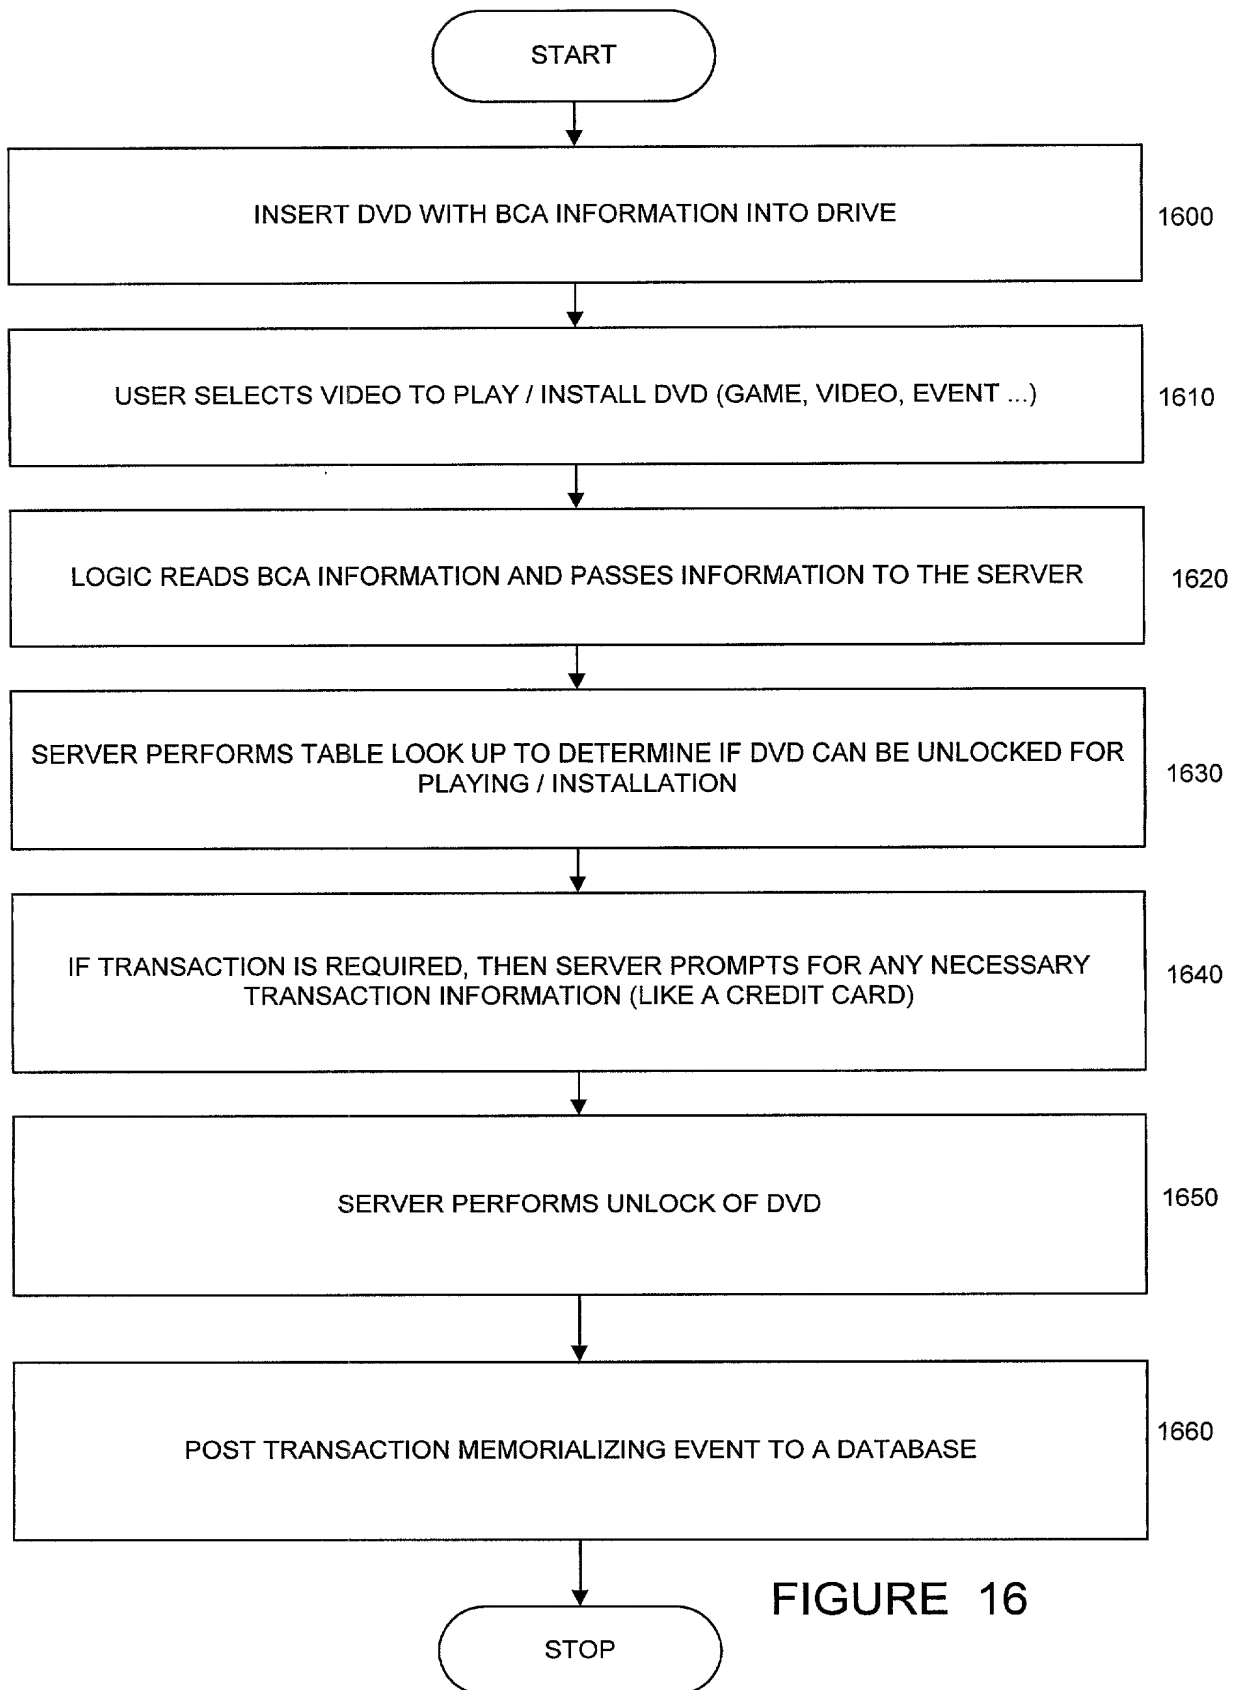 START
INSERT DVD WITH BCA INFORMATION INTO DRIVE
1600
USER SELECTS VIDEO TO PLAY / INSTALL DVD (GAME, VIDEO, EVENT ...)
1610
LOGIC READS BCA INFORMATION AND PASSES INFORMATION TO THE SERVER
1620
SERVER PERFORMS TABLE LOOK UP TO DETERMINE IF DVD CAN BE UNLOCKED FOR
PLAYING / INSTALLATION
1630
IF TRANSACTION IS REQUIRED, THEN SERVER PROMPTS FOR ANY NECESSARY
TRANSACTION INFORMATION (LIKE A CREDIT CARD)
1640
SERVER PERFORMS UNLOCK OF DVD
1650
POST TRANSACTION MEMORIALIZING EVENT TO A DATABASE
1660
FIGURE 16
STOP